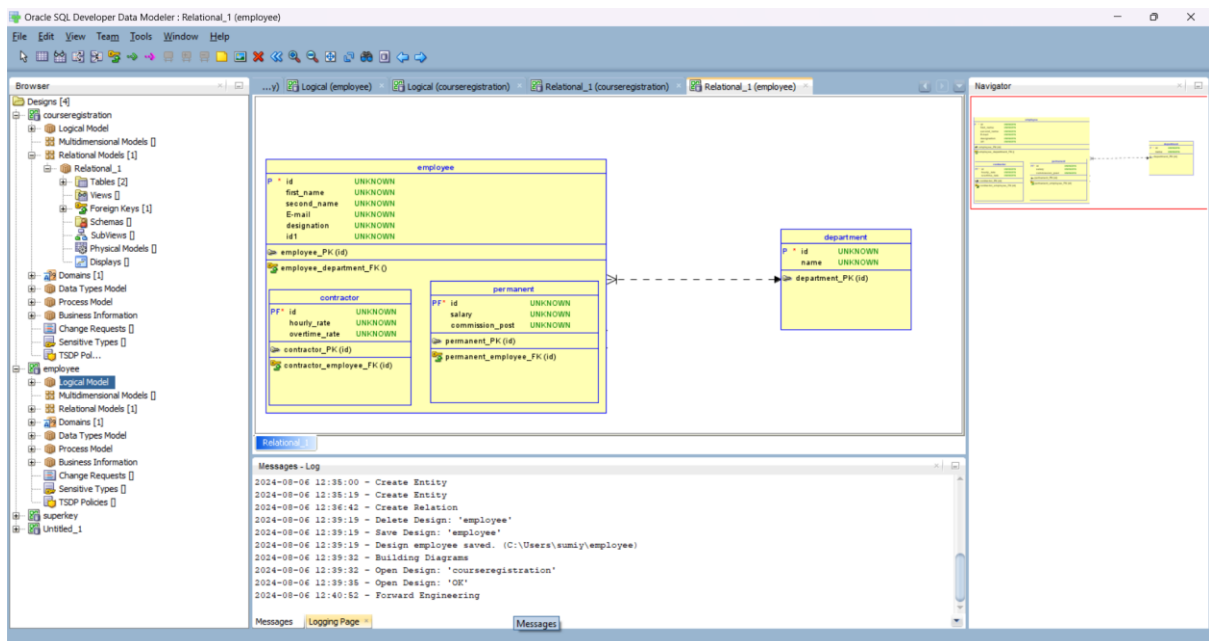 Oracle SQL Developer Data Modeler : Relational_1 (employee)
File Edit View Team Tools Window Help
Browser
Designs [4]
courseregistration
Logical Model
Multidimensional Models []
Relational Models [1]
Relational_1
Tables [2]
Views []
Foreign Keys [1]
Schemas []
SubViews []
Physical Models []
Displays []
Domains [1]
Data Types Model
Process Model
Business Information
Change Requests []
Sensitive Types []
TSDP Pol...
employee
Logical Model
Multidimensional Models []
Relational Models [1]
Domains [1]
Data Types Model
Process Model
Business Information
Change Requests []
Sensitive Types []
TSDP Policies []
superkey
Untitled_1
...y) Logical (employee) Logical (courseregistration) Relational_1 (courseregistration) Relational_1 (employee)
employee
P * id UNKNOWN
first_name UNKNOWN
second_name UNKNOWN
E-mail UNKNOWN
designation UNKNOWN
id1 UNKNOWN
employee_PK (id)
employee_department_FK ()
contractor
PF* id UNKNOWN
hourly_rate UNKNOWN
overtime_rate UNKNOWN
contractor_PK (id)
contractor_employee_FK (id)
permanent
PF* id UNKNOWN
salary UNKNOWN
commission_post UNKNOWN
permanent_PK (id)
permanent_employee_FK (id)
department
P * id UNKNOWN
name UNKNOWN
department_PK (id)
Relational_1
Messages - Log
2024-08-06 12:35:00 - Create Entity
2024-08-06 12:35:19 - Create Entity
2024-08-06 12:36:42 - Create Relation
2024-08-06 12:39:19 - Delete Design: 'employee'
2024-08-06 12:39:19 - Save Design: 'employee'
2024-08-06 12:39:19 - Design employee saved. (C:\Users\sumiy\employee)
2024-08-06 12:39:32 - Building Diagrams
2024-08-06 12:39:32 - Open Design: 'courseregistration'
2024-08-06 12:39:35 - Open Design: 'OK'
2024-08-06 12:40:52 - Forward Engineering
Messages Logging Page
Messages
Navigator